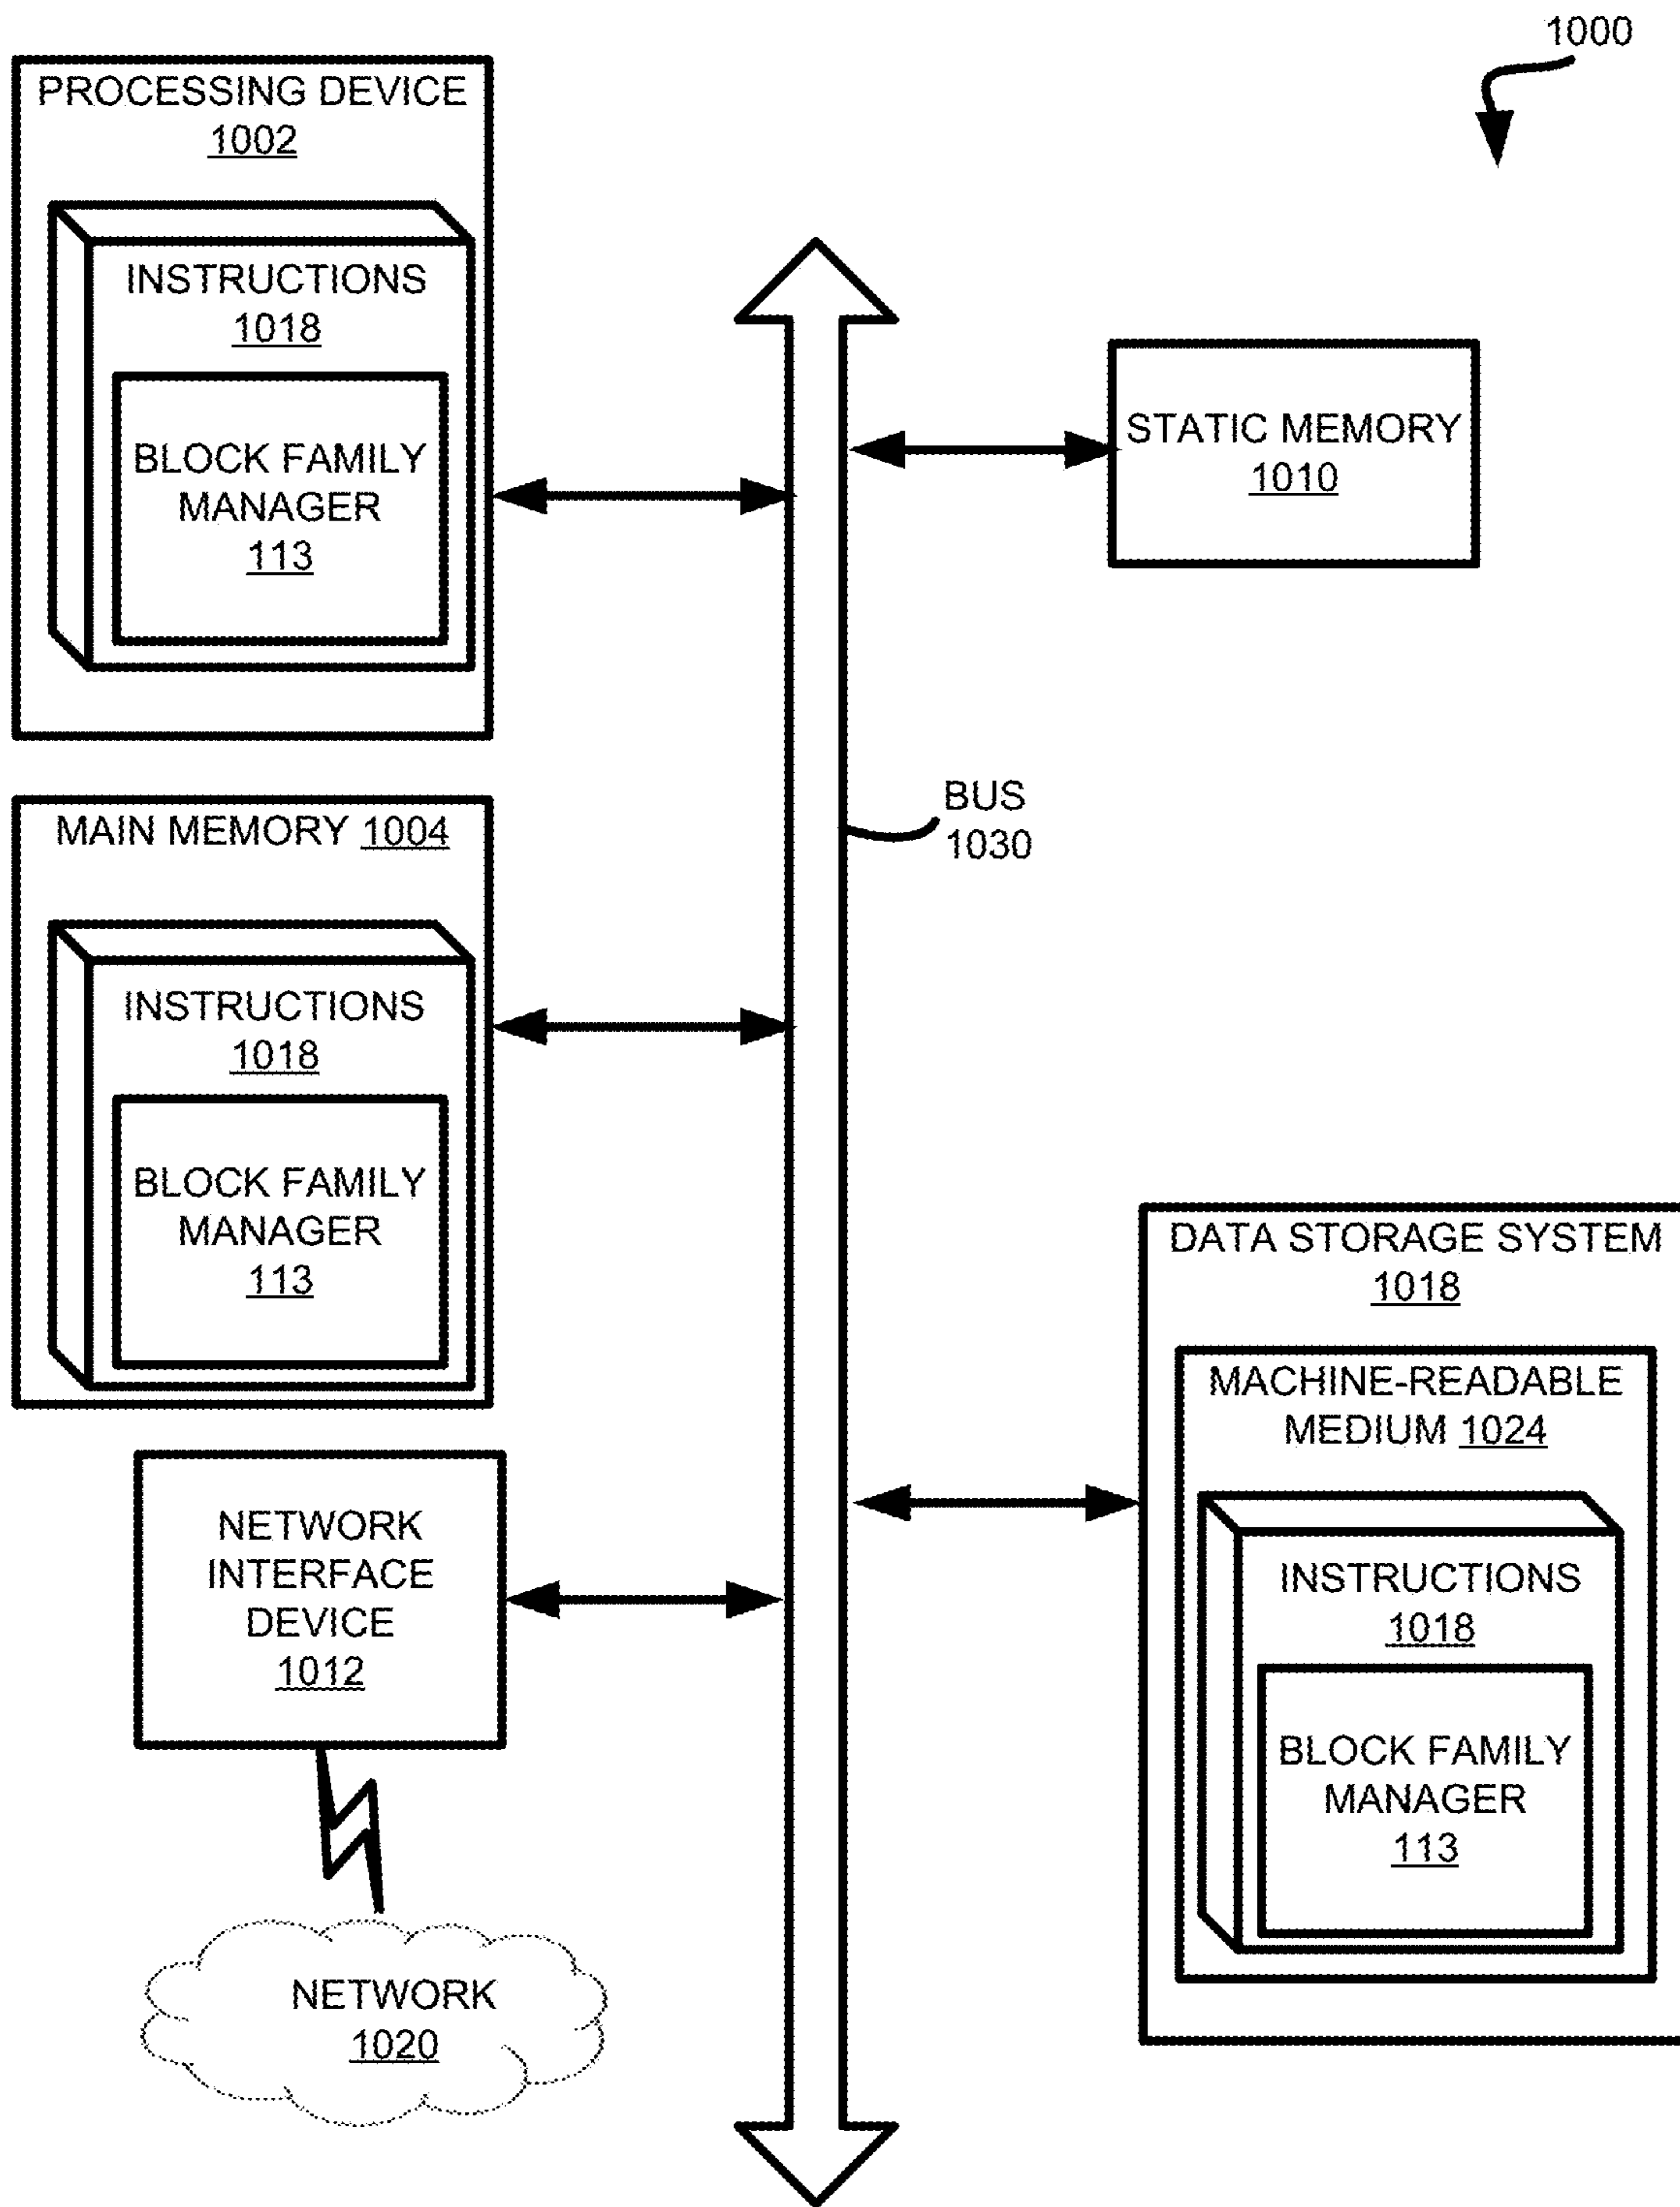 1000
PROCESSING DEVICE
1002
INSTRUCTIONS
1018
BLOCK FAMILY
MANAGER
113
STATIC MEMORY
1010
BUS
1030
MAIN MEMORY 1004
INSTRUCTIONS
1018
BLOCK FAMILY
MANAGER
113
DATA STORAGE SYSTEM
1018
MACHINE-READABLE
MEDIUM 1024
INSTRUCTIONS
1018
BLOCK FAMILY
MANAGER
113
NETWORK
INTERFACE
DEVICE
1012
NETWORK
1020